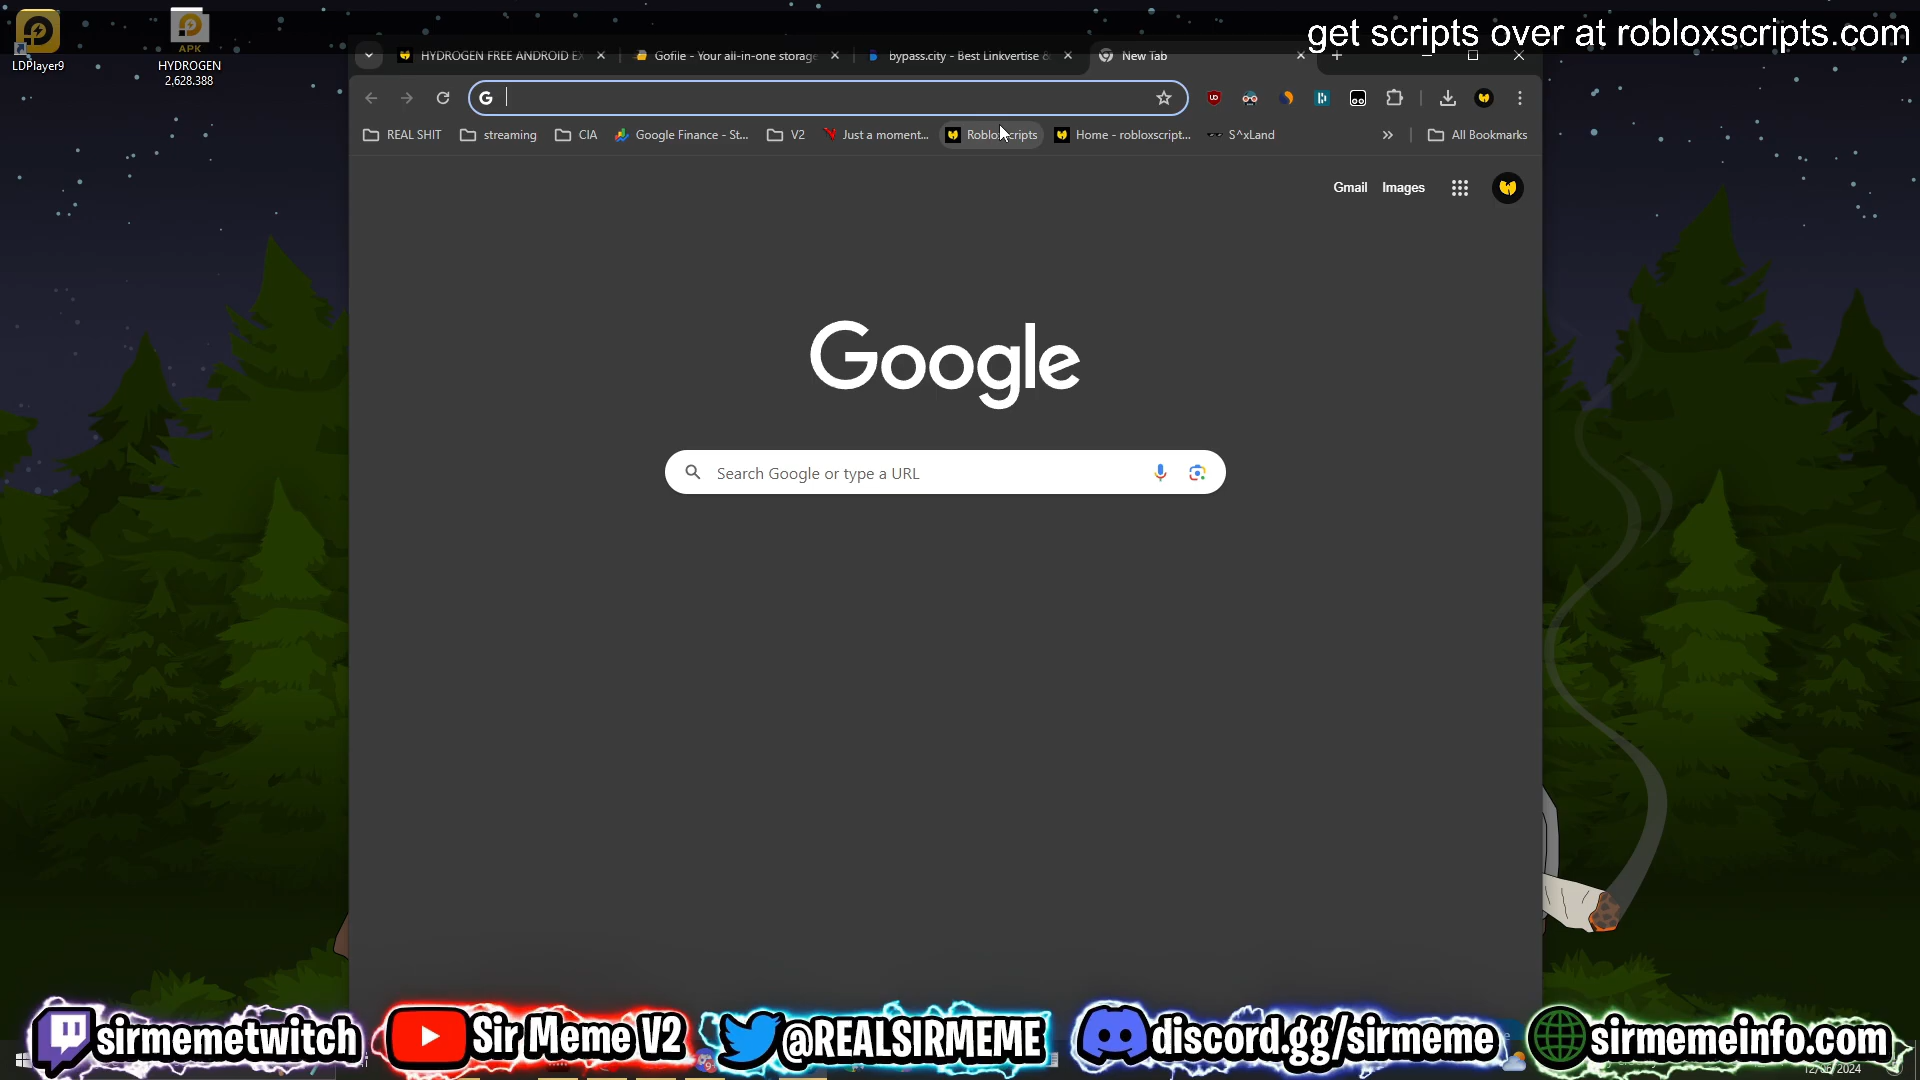 get scripts over at robloxscripts.com
LDPlayer9
APK
HYDROGEN
2,628.388
HYDROGEN FREE ANDROID EX
Gofile - Your all-in-one storage
bypass.city - Best Linkvertise &
New Tab
REAL SHIT
streaming
CIA
Google Finance - St...
V2
Just a moment...
Robloxscripts
Home - robloxscript...
S^xLand
All Bookmarks
Gmail
Images
Google
Search Google or type a URL
sirmemetwitch
Sir Meme V2
@REALSIRMEME
discord.gg/sirmeme
sirmemeinfo.com